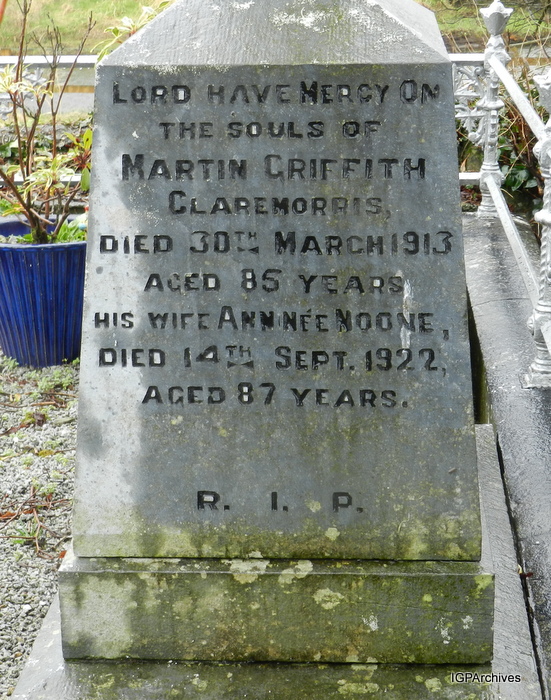 LORD HAVE MERCY ON
THE SOULS OF
MARTIN GRIFFITH
CLAREMORRIS,
DIED 30TH MARCH 1913
AGED 85 YEARS
HIS WIFE ANN NÉE NOONE,
DIED 14TH SEPT. 1922,
AGED 87 YEARS.
R. I. P.
IGPArchives